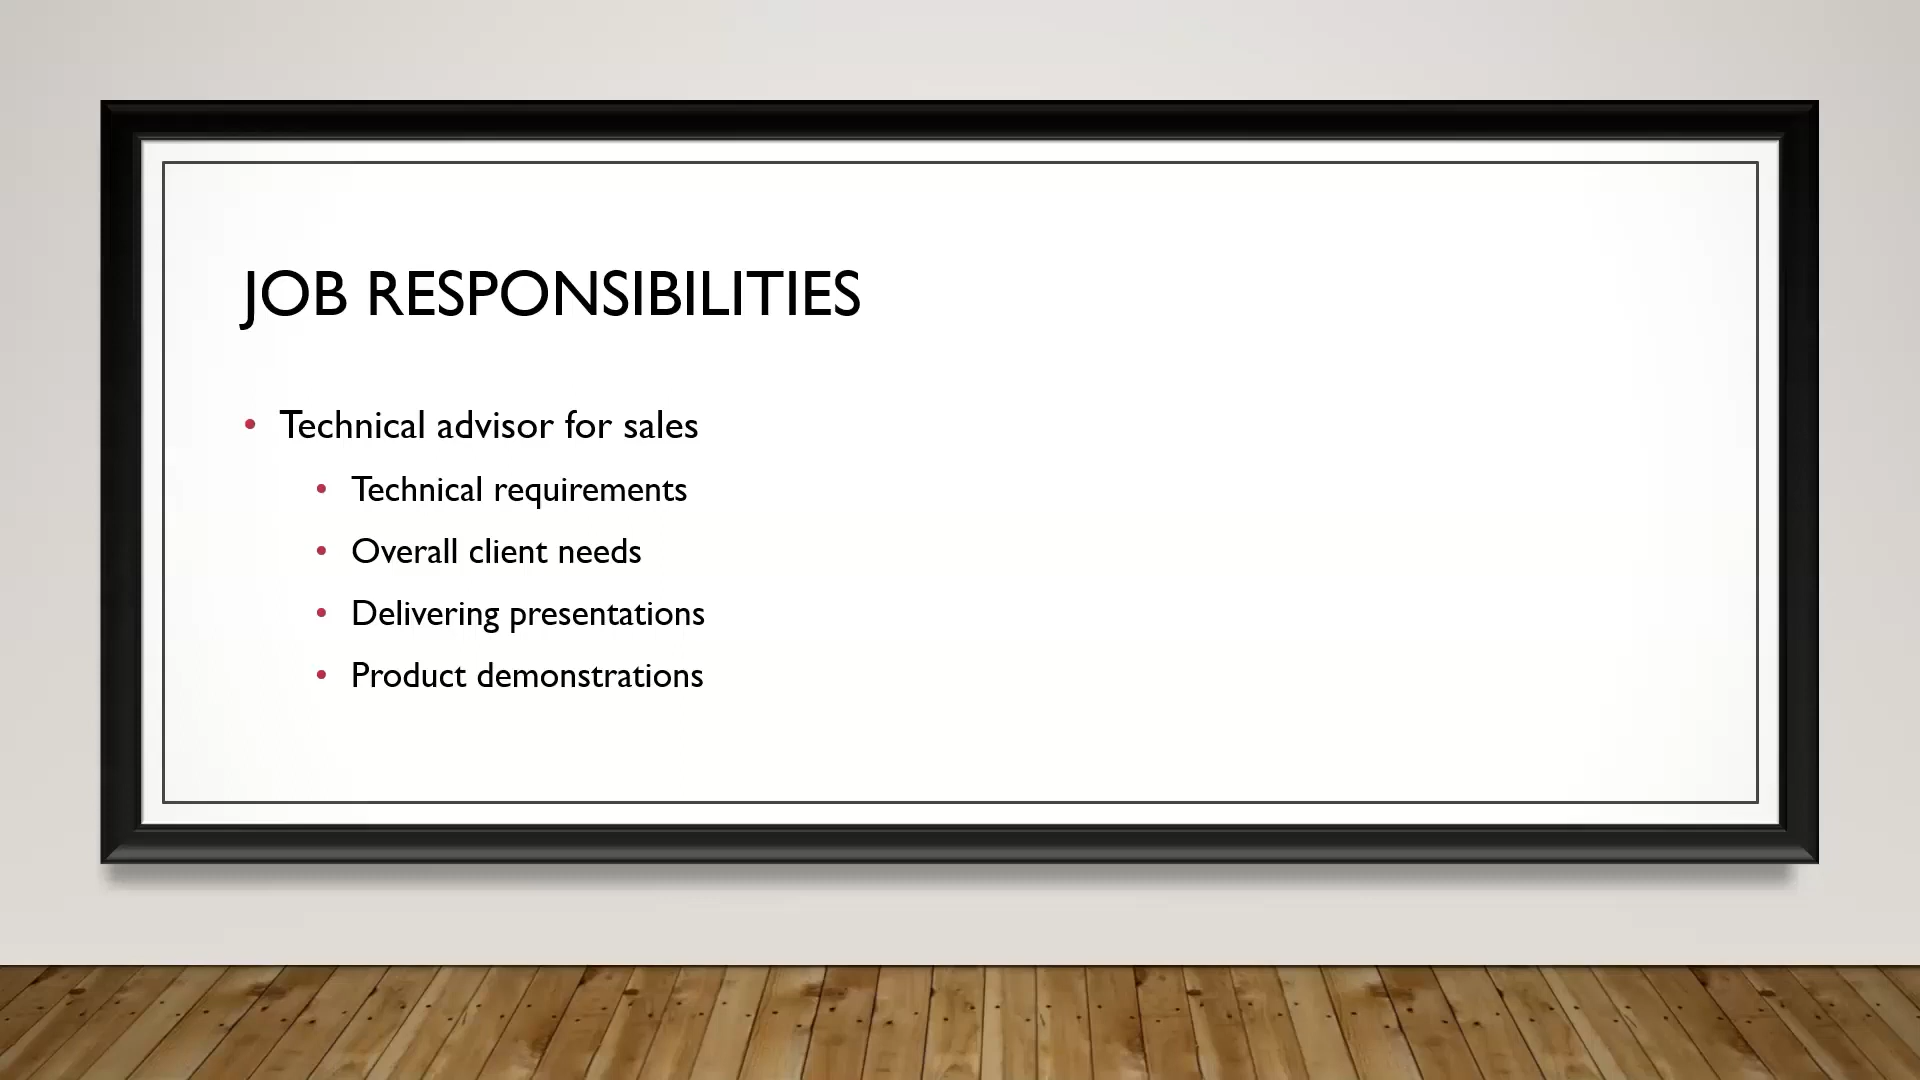 JOB RESPONSIBILITIES
• Technical advisor for sales
• Technical requirements
• Overall client needs
• Delivering presentations
• Product demonstrations